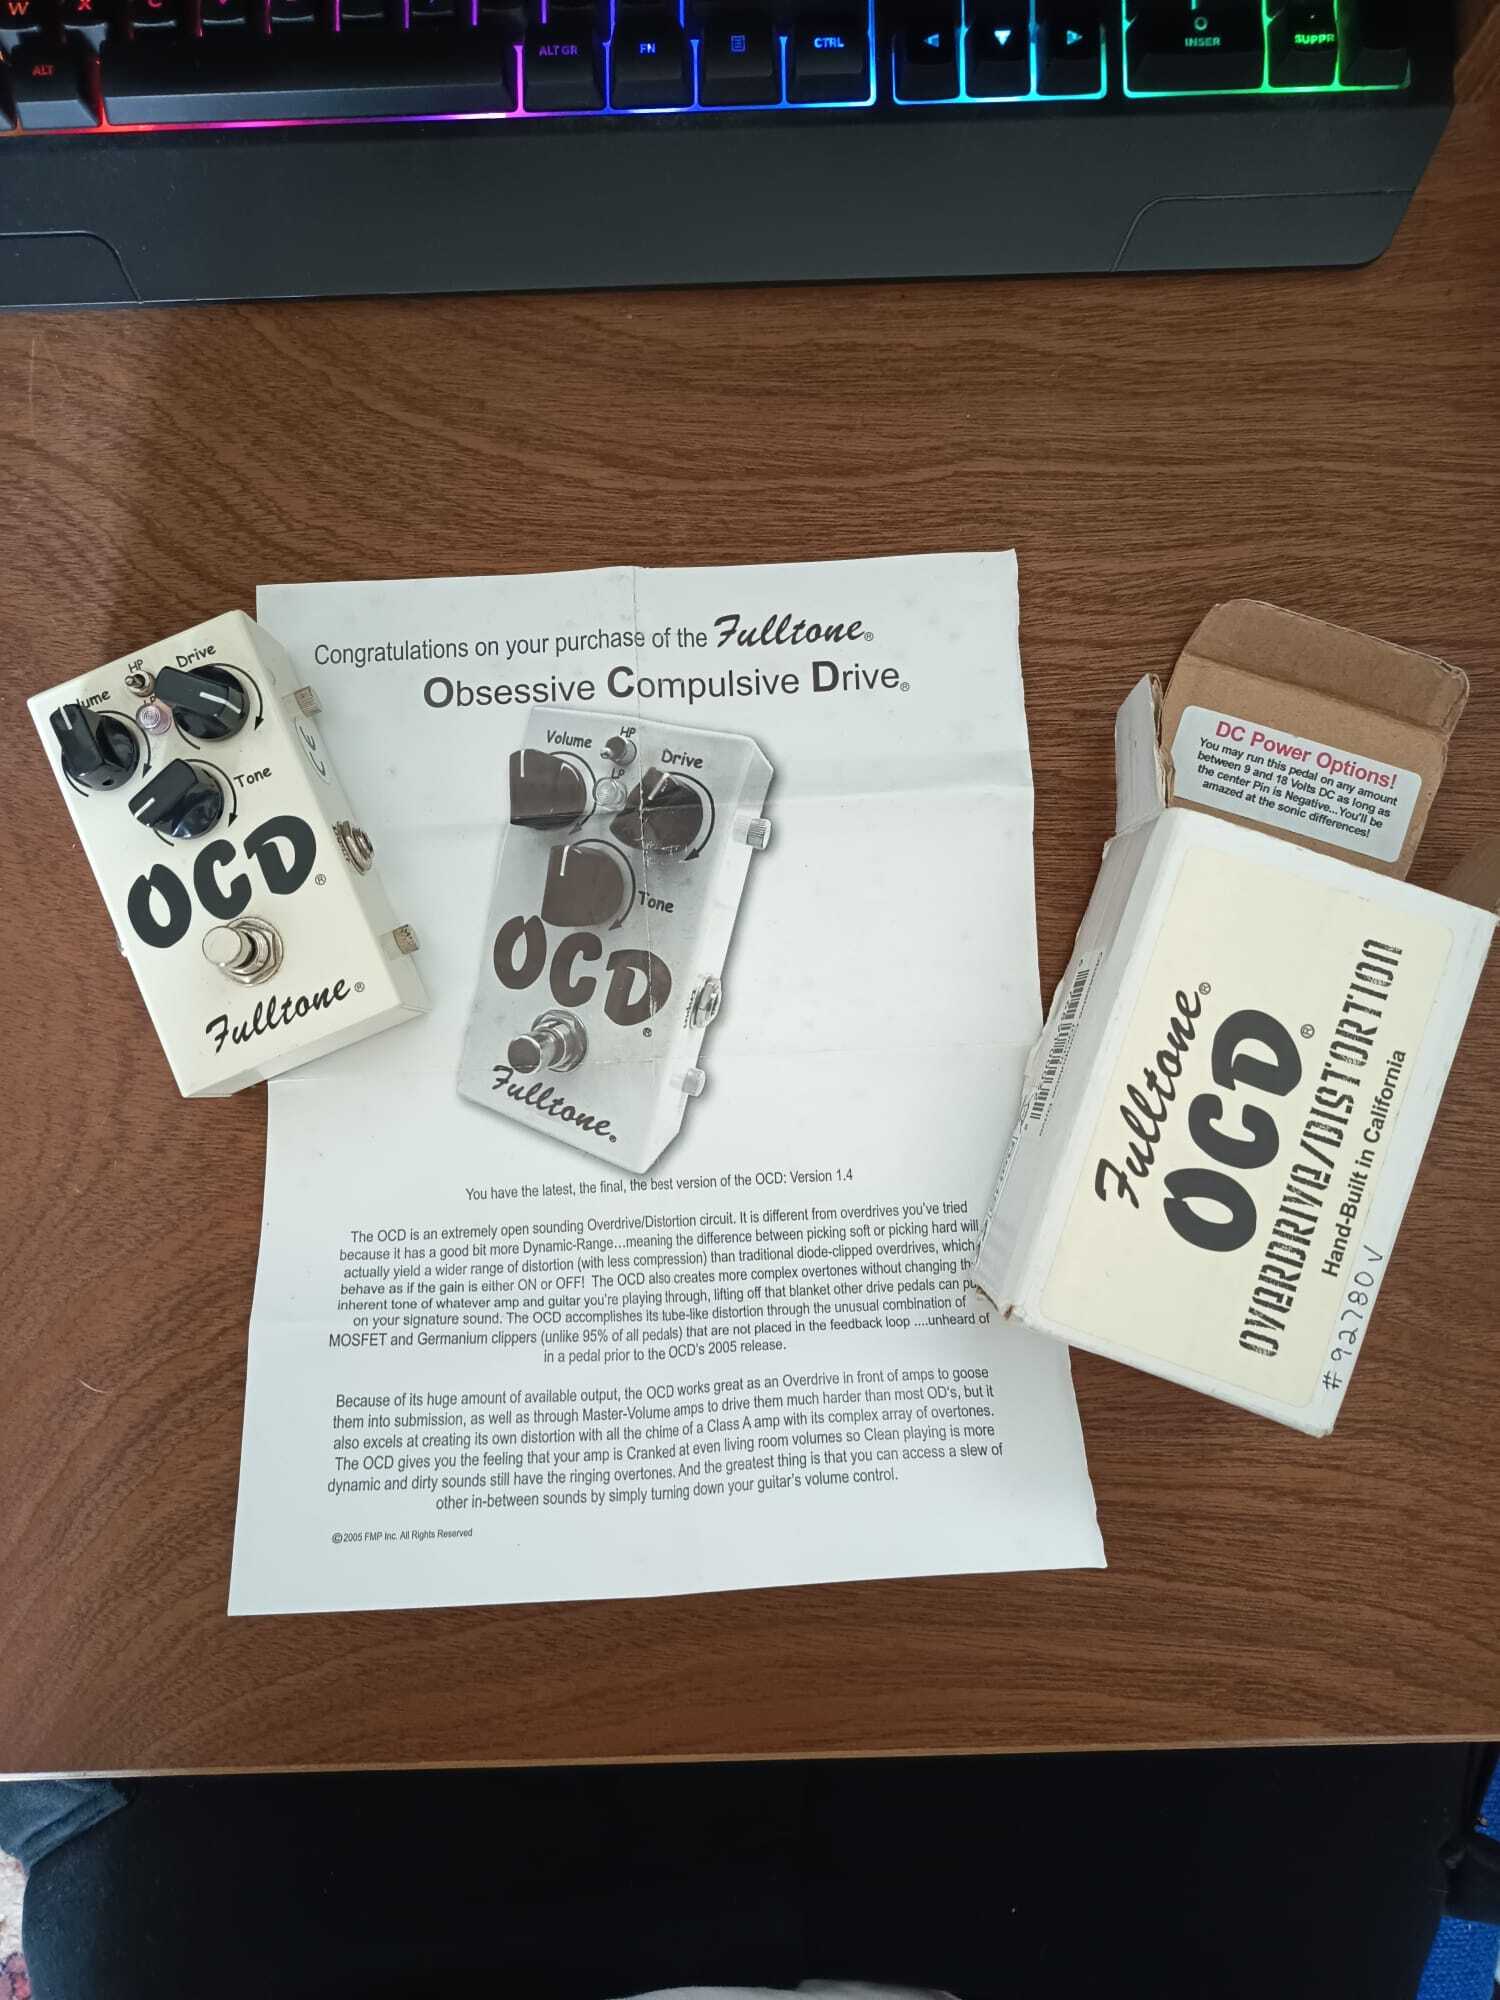 W
X
C
ALT
ALT GR
FN
CTRL
INSER
SUPPR
HP
Drive
Volume
LP
Tone
OCD®
Fulltone®
CE
Congratulations on your purchase of the Fulltone®
Obsessive Compulsive Drive®
Volume
HP
Drive
LP
Tone
OCD®
Fulltone®
You have the latest, the final, the best version of the OCD: Version 1.4
The OCD is an extremely open sounding Overdrive/Distortion circuit. It is different from overdrives you've tried
because it has a good bit more Dynamic-Range...meaning the difference between picking soft or picking hard will
actually yield a wider range of distortion (with less compression) than traditional diode-clipped overdrives, which
behave as if the gain is either ON or OFF! The OCD also creates more complex overtones without changing th
inherent tone of whatever amp and guitar you're playing through, lifting off that blanket other drive pedals can pu
on your signature sound. The OCD accomplishes its tube-like distortion through the unusual combination of
MOSFET and Germanium clippers (unlike 95% of all pedals) that are not placed in the feedback loop ....unheard of
in a pedal prior to the OCD's 2005 release.
Because of its huge amount of available output, the OCD works great as an Overdrive in front of amps to goose
them into submission, as well as through Master-Volume amps to drive them much harder than most OD's, but it
also excels at creating its own distortion with all the chime of a Class A amp with its complex array of overtones.
The OCD gives you the feeling that your amp is Cranked at even living room volumes so Clean playing is more
dynamic and dirty sounds still have the ringing overtones. And the greatest thing is that you can access a slew of
other in-between sounds by simply turning down your guitar's volume control.
©2005 FMP Inc. All Rights Reserved
DC Power Options!
You may run this pedal on any amount
between 9 and 18 Volts DC as long as
the center Pin is Negative...You'll be
amazed at the sonic differences!
Fulltone®
OCD®
OVERDRIVE/DISTORTION
Hand-Built in California
#92780V